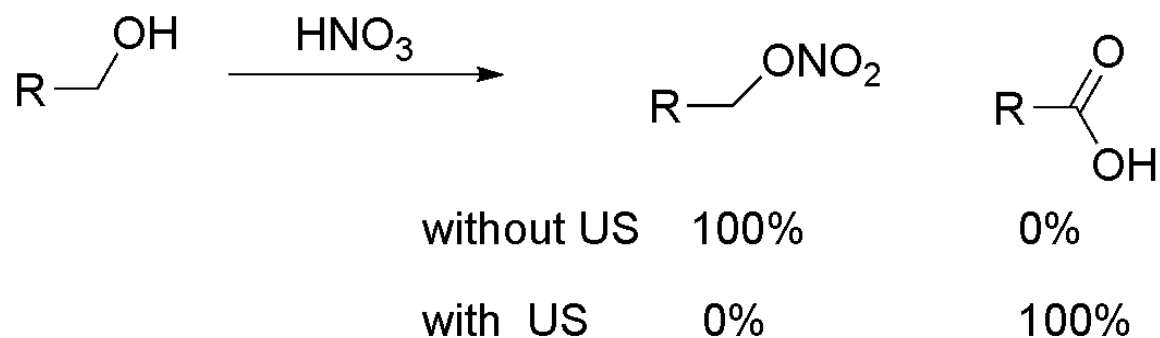 OH
HNO3
R
R
ONO2
R
O
OH
without US 100% 0%
with US 0% 100%